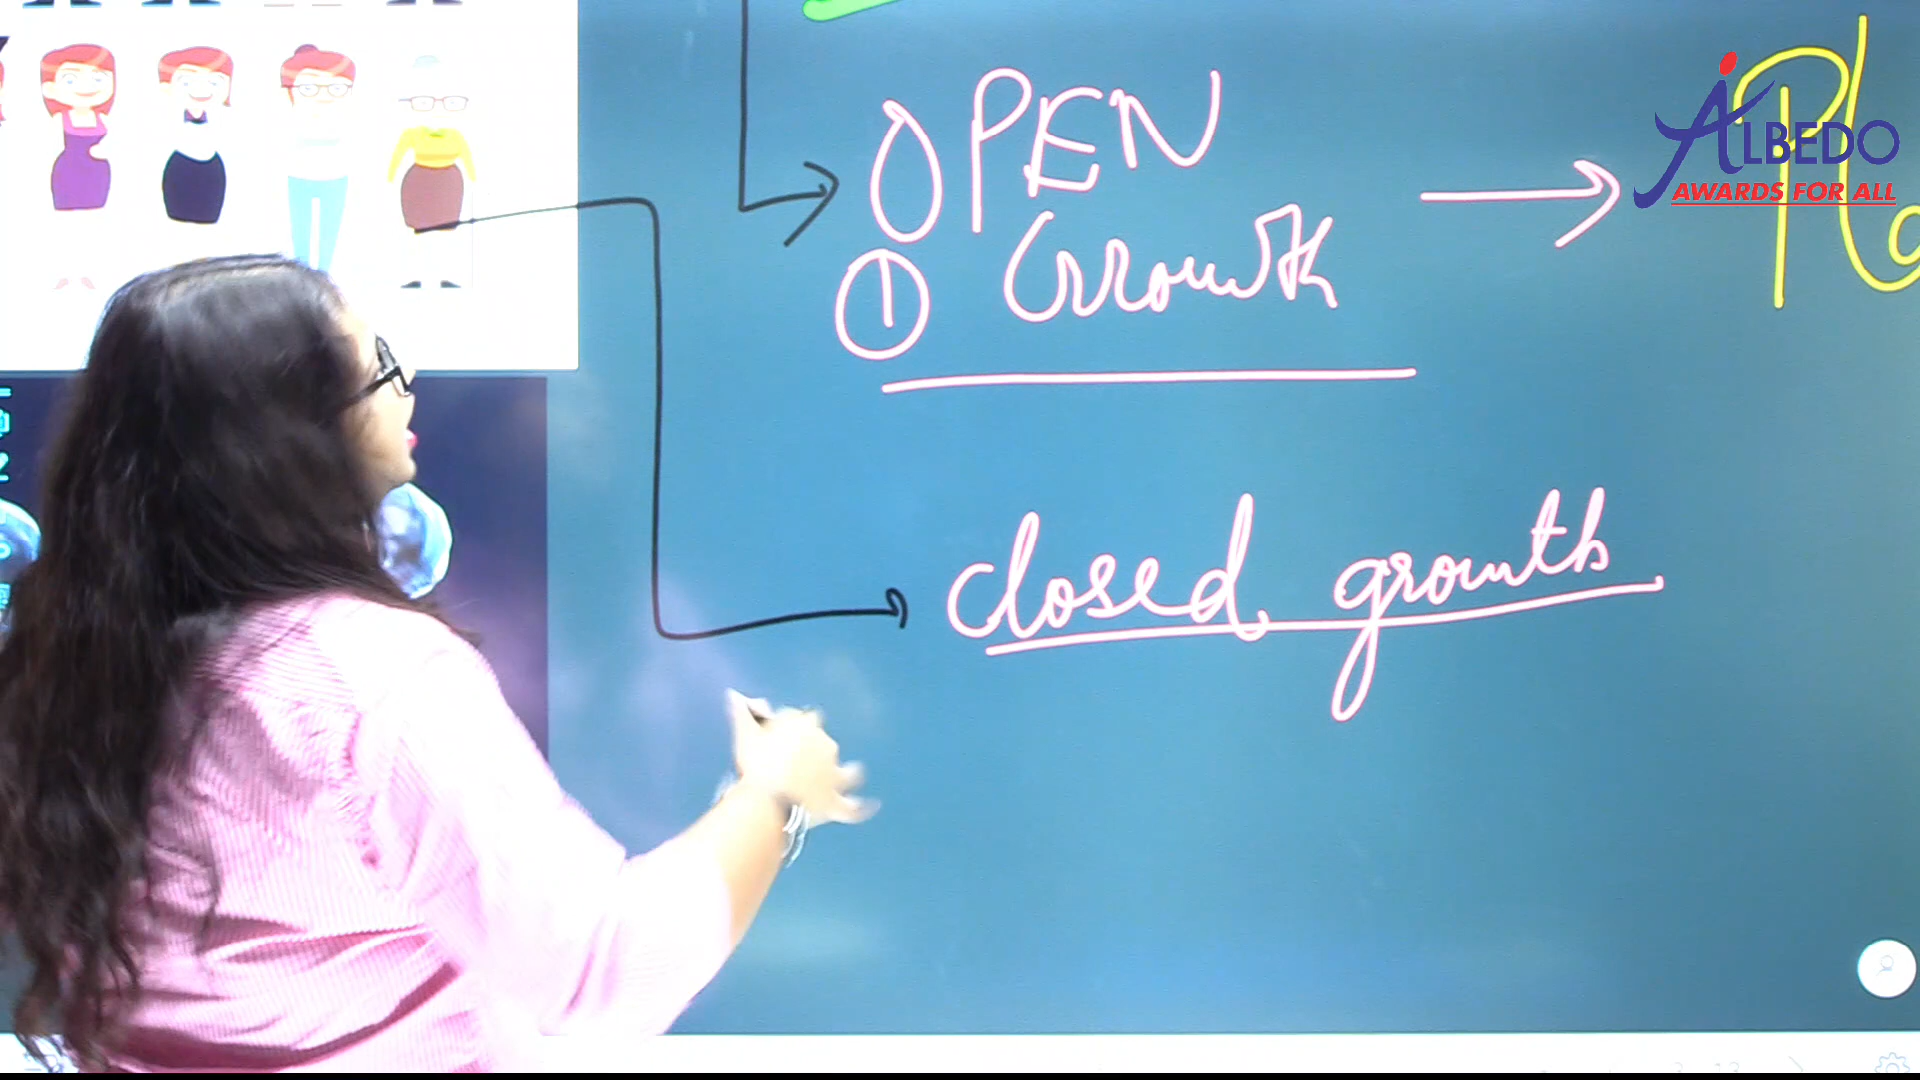 OPEN
① Growth
closed growth
ALBEDO
AWARDS FOR ALL